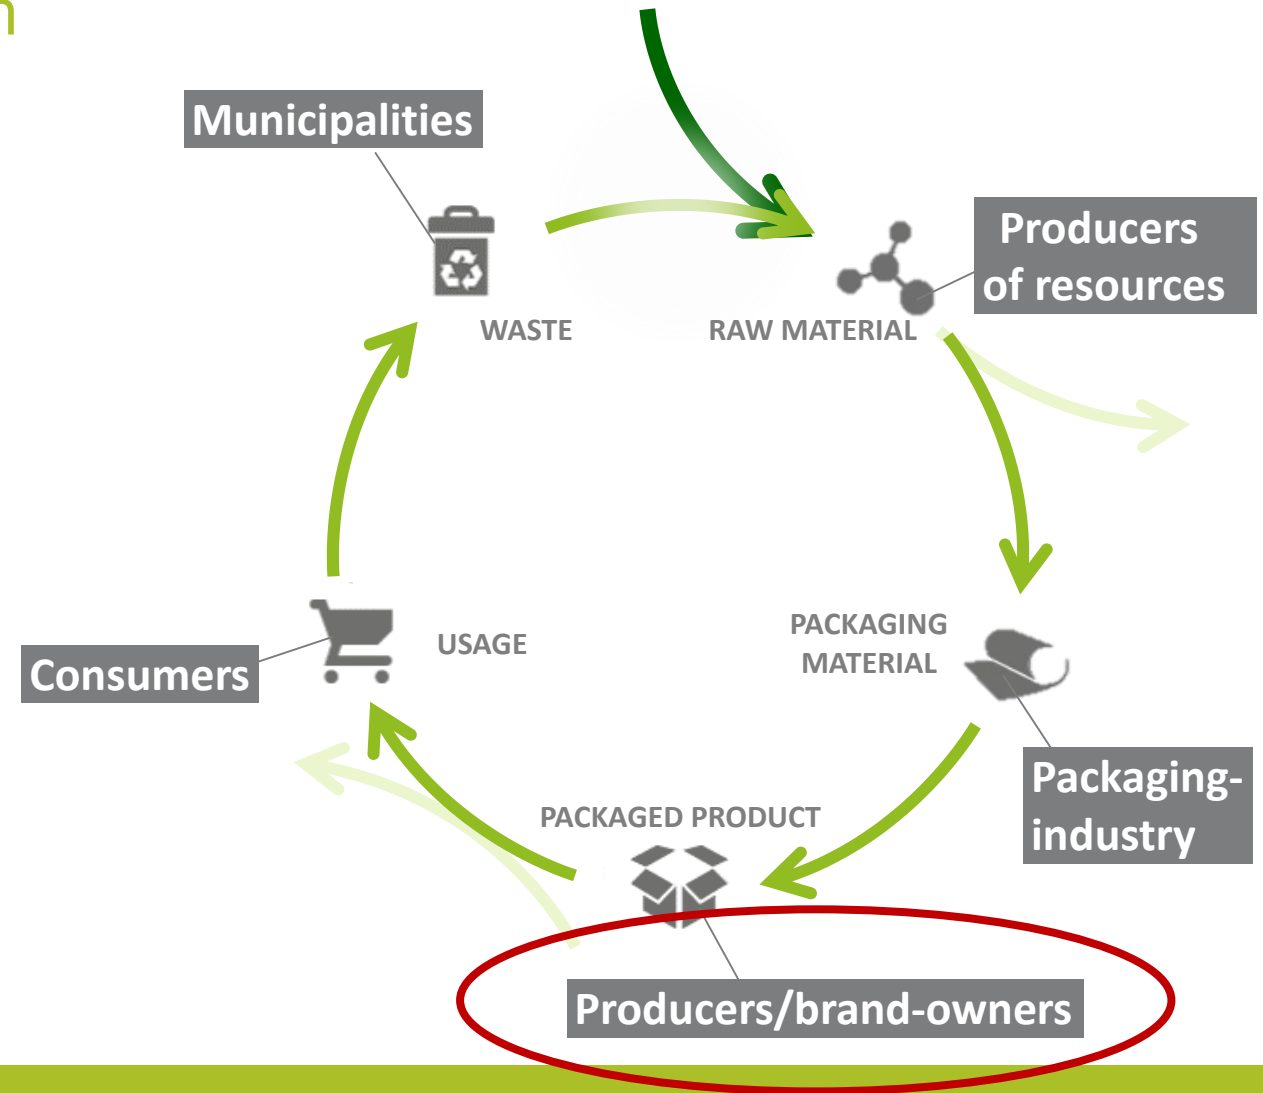 Municipalities
Producers
of resources
WASTE
RAW MATERIAL
PACKAGING
MATERIAL
USAGE
Consumers
Packaging-
industry
PACKAGED PRODUCT
Producers/brand-owners